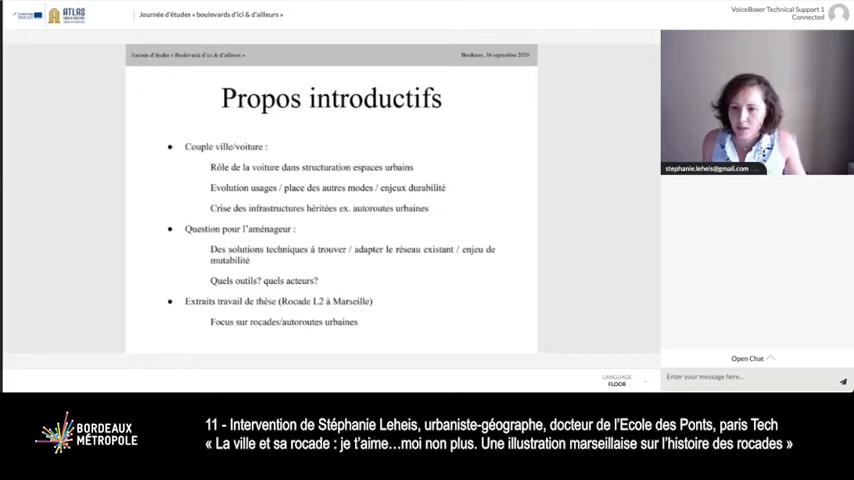 ATLAS
Journée d'études « boulevards d'ici & d'ailleurs »
VoiceBoxer Technical Support 1
Connected
Journée d'études « Boulevards d'ici & d'ailleurs »
Bordeaux, 16 septembre 2020
Propos introductifs
Couple ville/voiture :
Rôle de la voiture dans structuration espaces urbains
Evolution usages / place des autres modes / enjeux durabilité
Crise des infrastructures héritées ex. autoroutes urbaines
Question pour l'aménageur :
Des solutions techniques à trouver / adapter le réseau existant / enjeu de
mutabilité
Quels outils? quels acteurs?
Extraits travail de thèse (Rocade L2 à Marseille)
Focus sur rocades/autoroutes urbaines
stephanie.leheis@gmail.com ...
Open Chat
LANGUAGE
FLOOR
Enter your message here...
BORDEAUX
MÉTROPOLE
11 - Intervention de Stéphanie Leheis, urbaniste-géographe, docteur de l'Ecole des Ponts, paris Tech
« La ville et sa rocade : je t'aime…moi non plus. Une illustration marseillaise sur l'histoire des rocades »